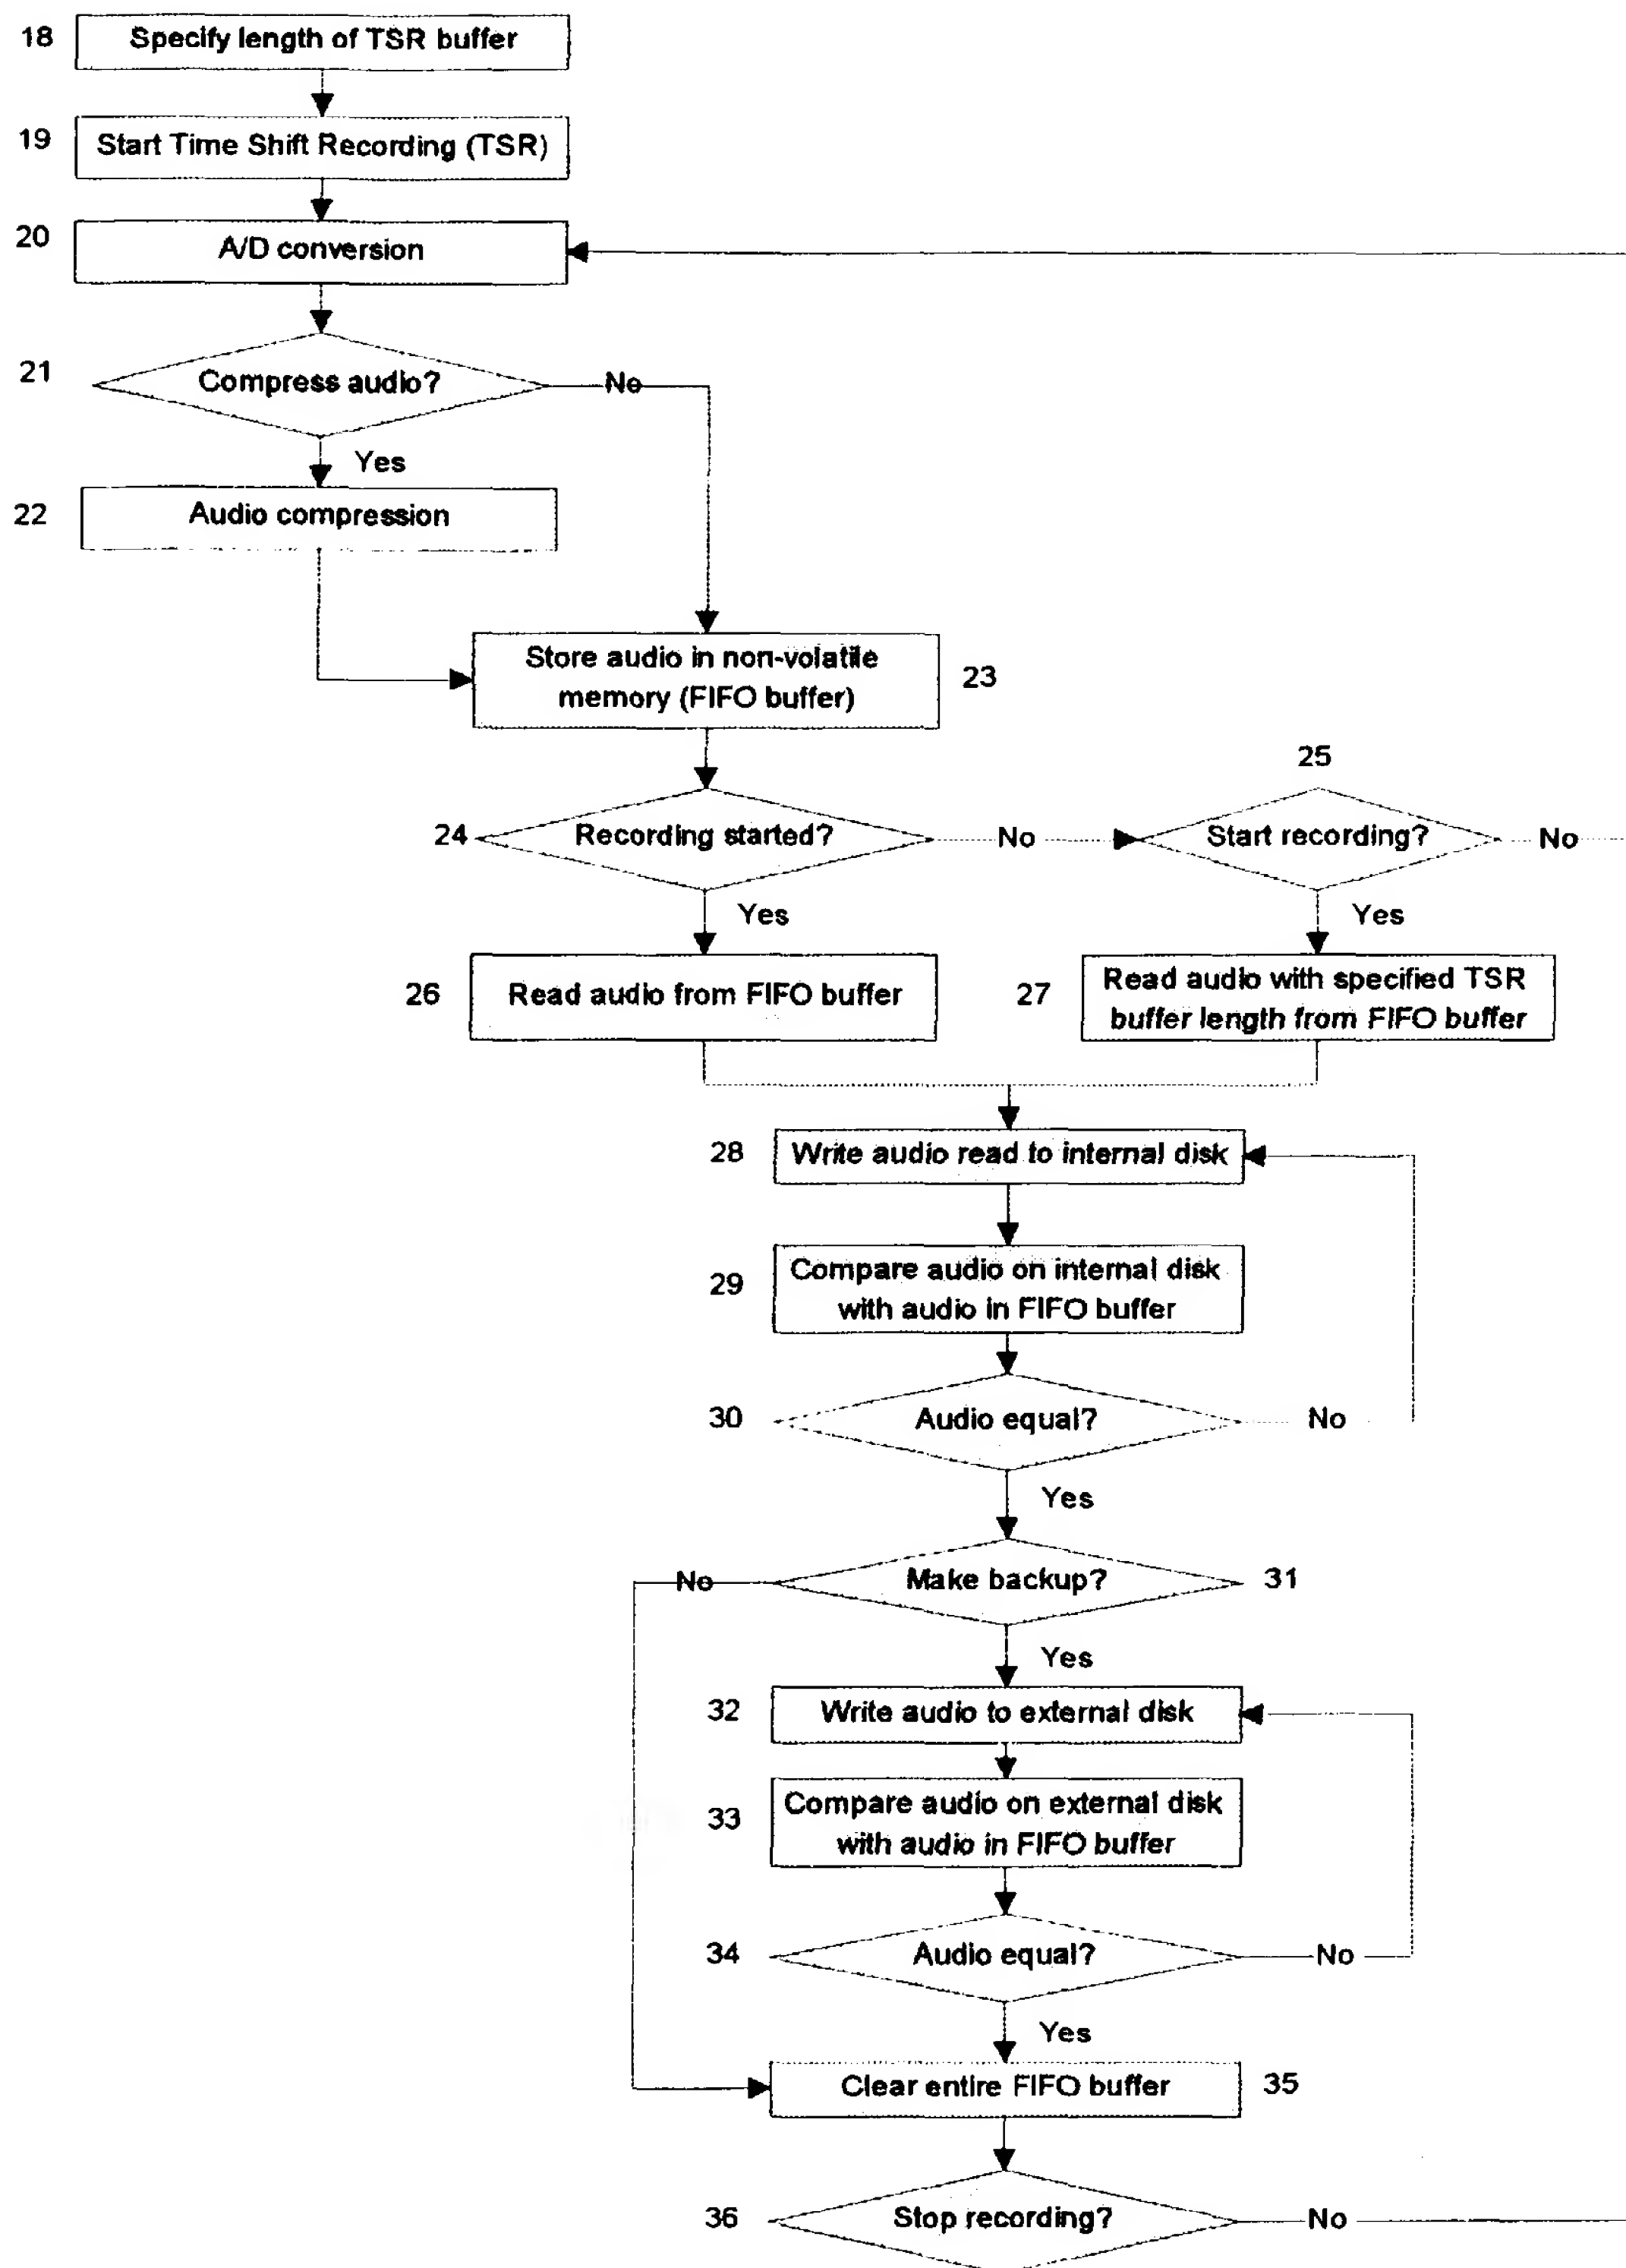 18
Specify length of TSR buffer
19
Start Time Shift Recording (TSR)
20
A/D conversion
21
Compress audio?
No
Yes
22
Audio compression
Store audio in non-volatile
memory (FIFO buffer)
23
24
Recording started?
No
25
Start recording?
No
Yes
Yes
26
Read audio from FIFO buffer
27
Read audio with specified TSR
buffer length from FIFO buffer
28
Write audio read to internal disk
29
Compare audio on internal disk
with audio in FIFO buffer
30
Audio equal?
No
Yes
No
Make backup?
31
Yes
32
Write audio to external disk
33
Compare audio on external disk
with audio in FIFO buffer
34
Audio equal?
No
Yes
Clear entire FIFO buffer
35
36
Stop recording?
No